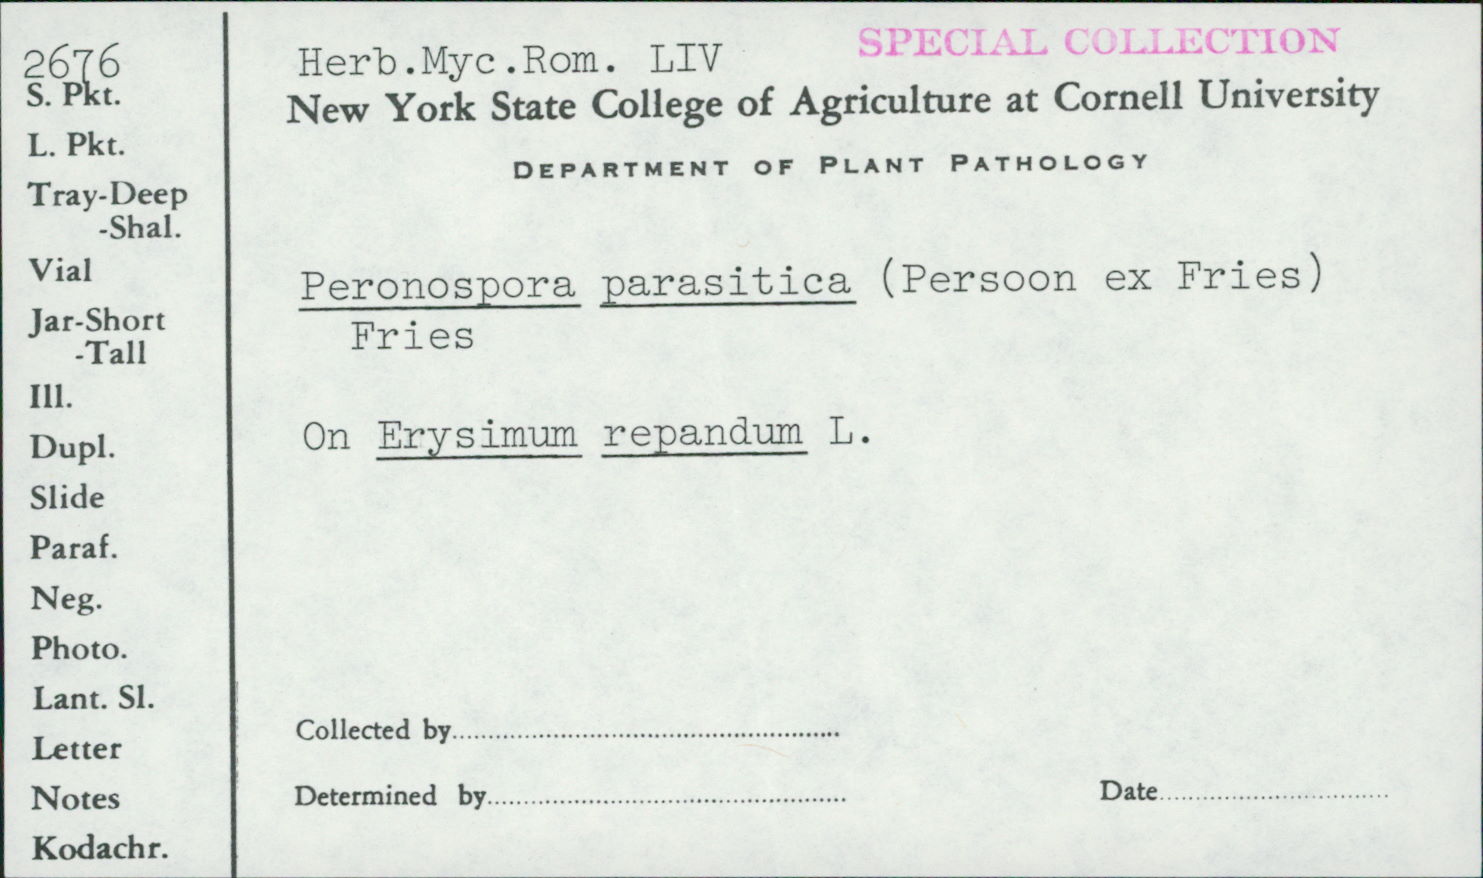 2676
S. Pkt.
L. Pkt.
Tray-Deep
-Shal.
Vial
Jar-Short
-Tall
Ill.
Dupl.
Slide
Paraf.
Neg.
Photo.
Lant. Sl.
Letter
Notes
Kodachr.
Herb.Myc.Rom. LIV
SPECIAL COLLECTION
New York State College of Agriculture at Cornell University
DEPARTMENT OF PLANT PATHOLOGY
Peronospora parasitica (Persoon ex Fries)
Fries
On Erysimum repandum L.
Collected by
Determined by
Date